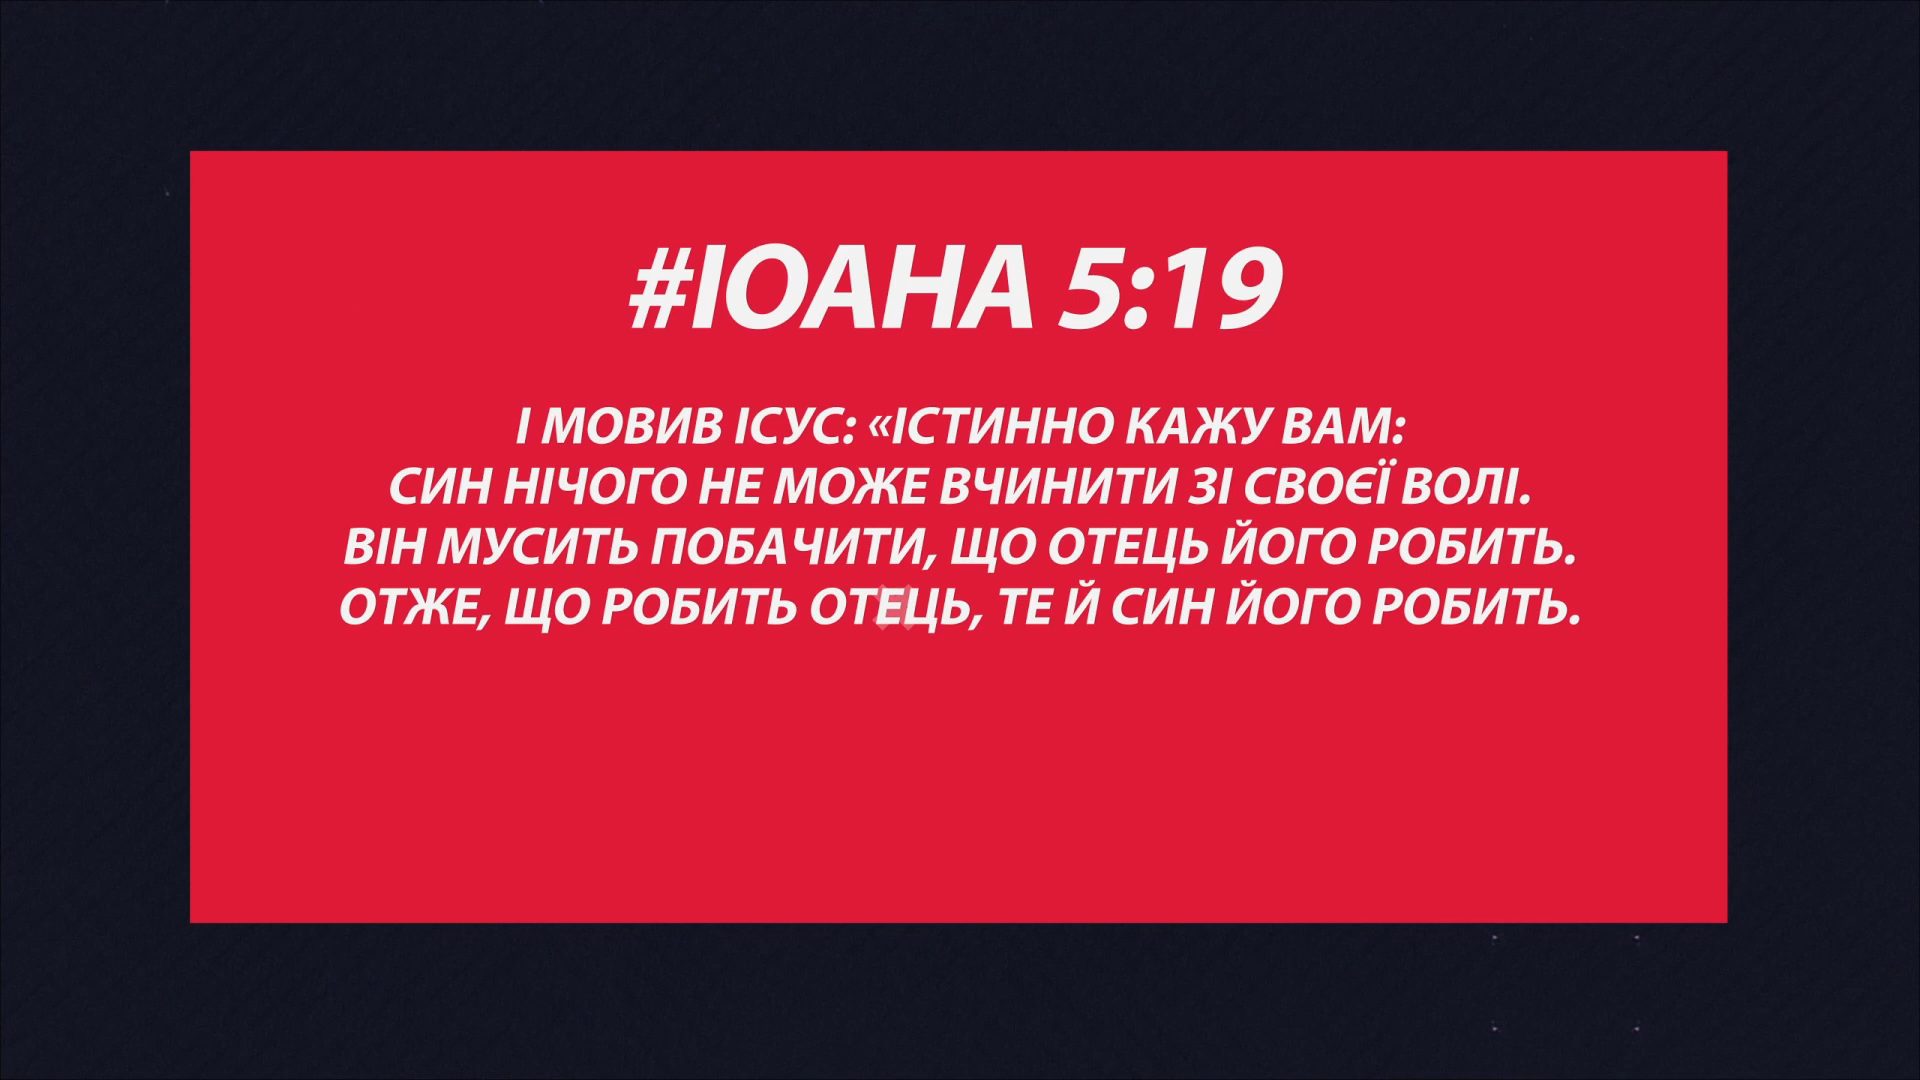 #ІОАНА 5:19
І МОВИВ ІСУС: «ІСТИННО КАЖУ ВАМ:
СИН НІЧОГО НЕ МОЖЕ ВЧИНИТИ ЗІ СВОЄЇ ВОЛІ.
ВІН МУСИТЬ ПОБАЧИТИ, ЩО ОТЕЦЬ ЙОГО РОБИТЬ.
ОТЖЕ, ЩО РОБИТЬ ОТЕЦЬ, ТЕ Й СИН ЙОГО РОБИТЬ.